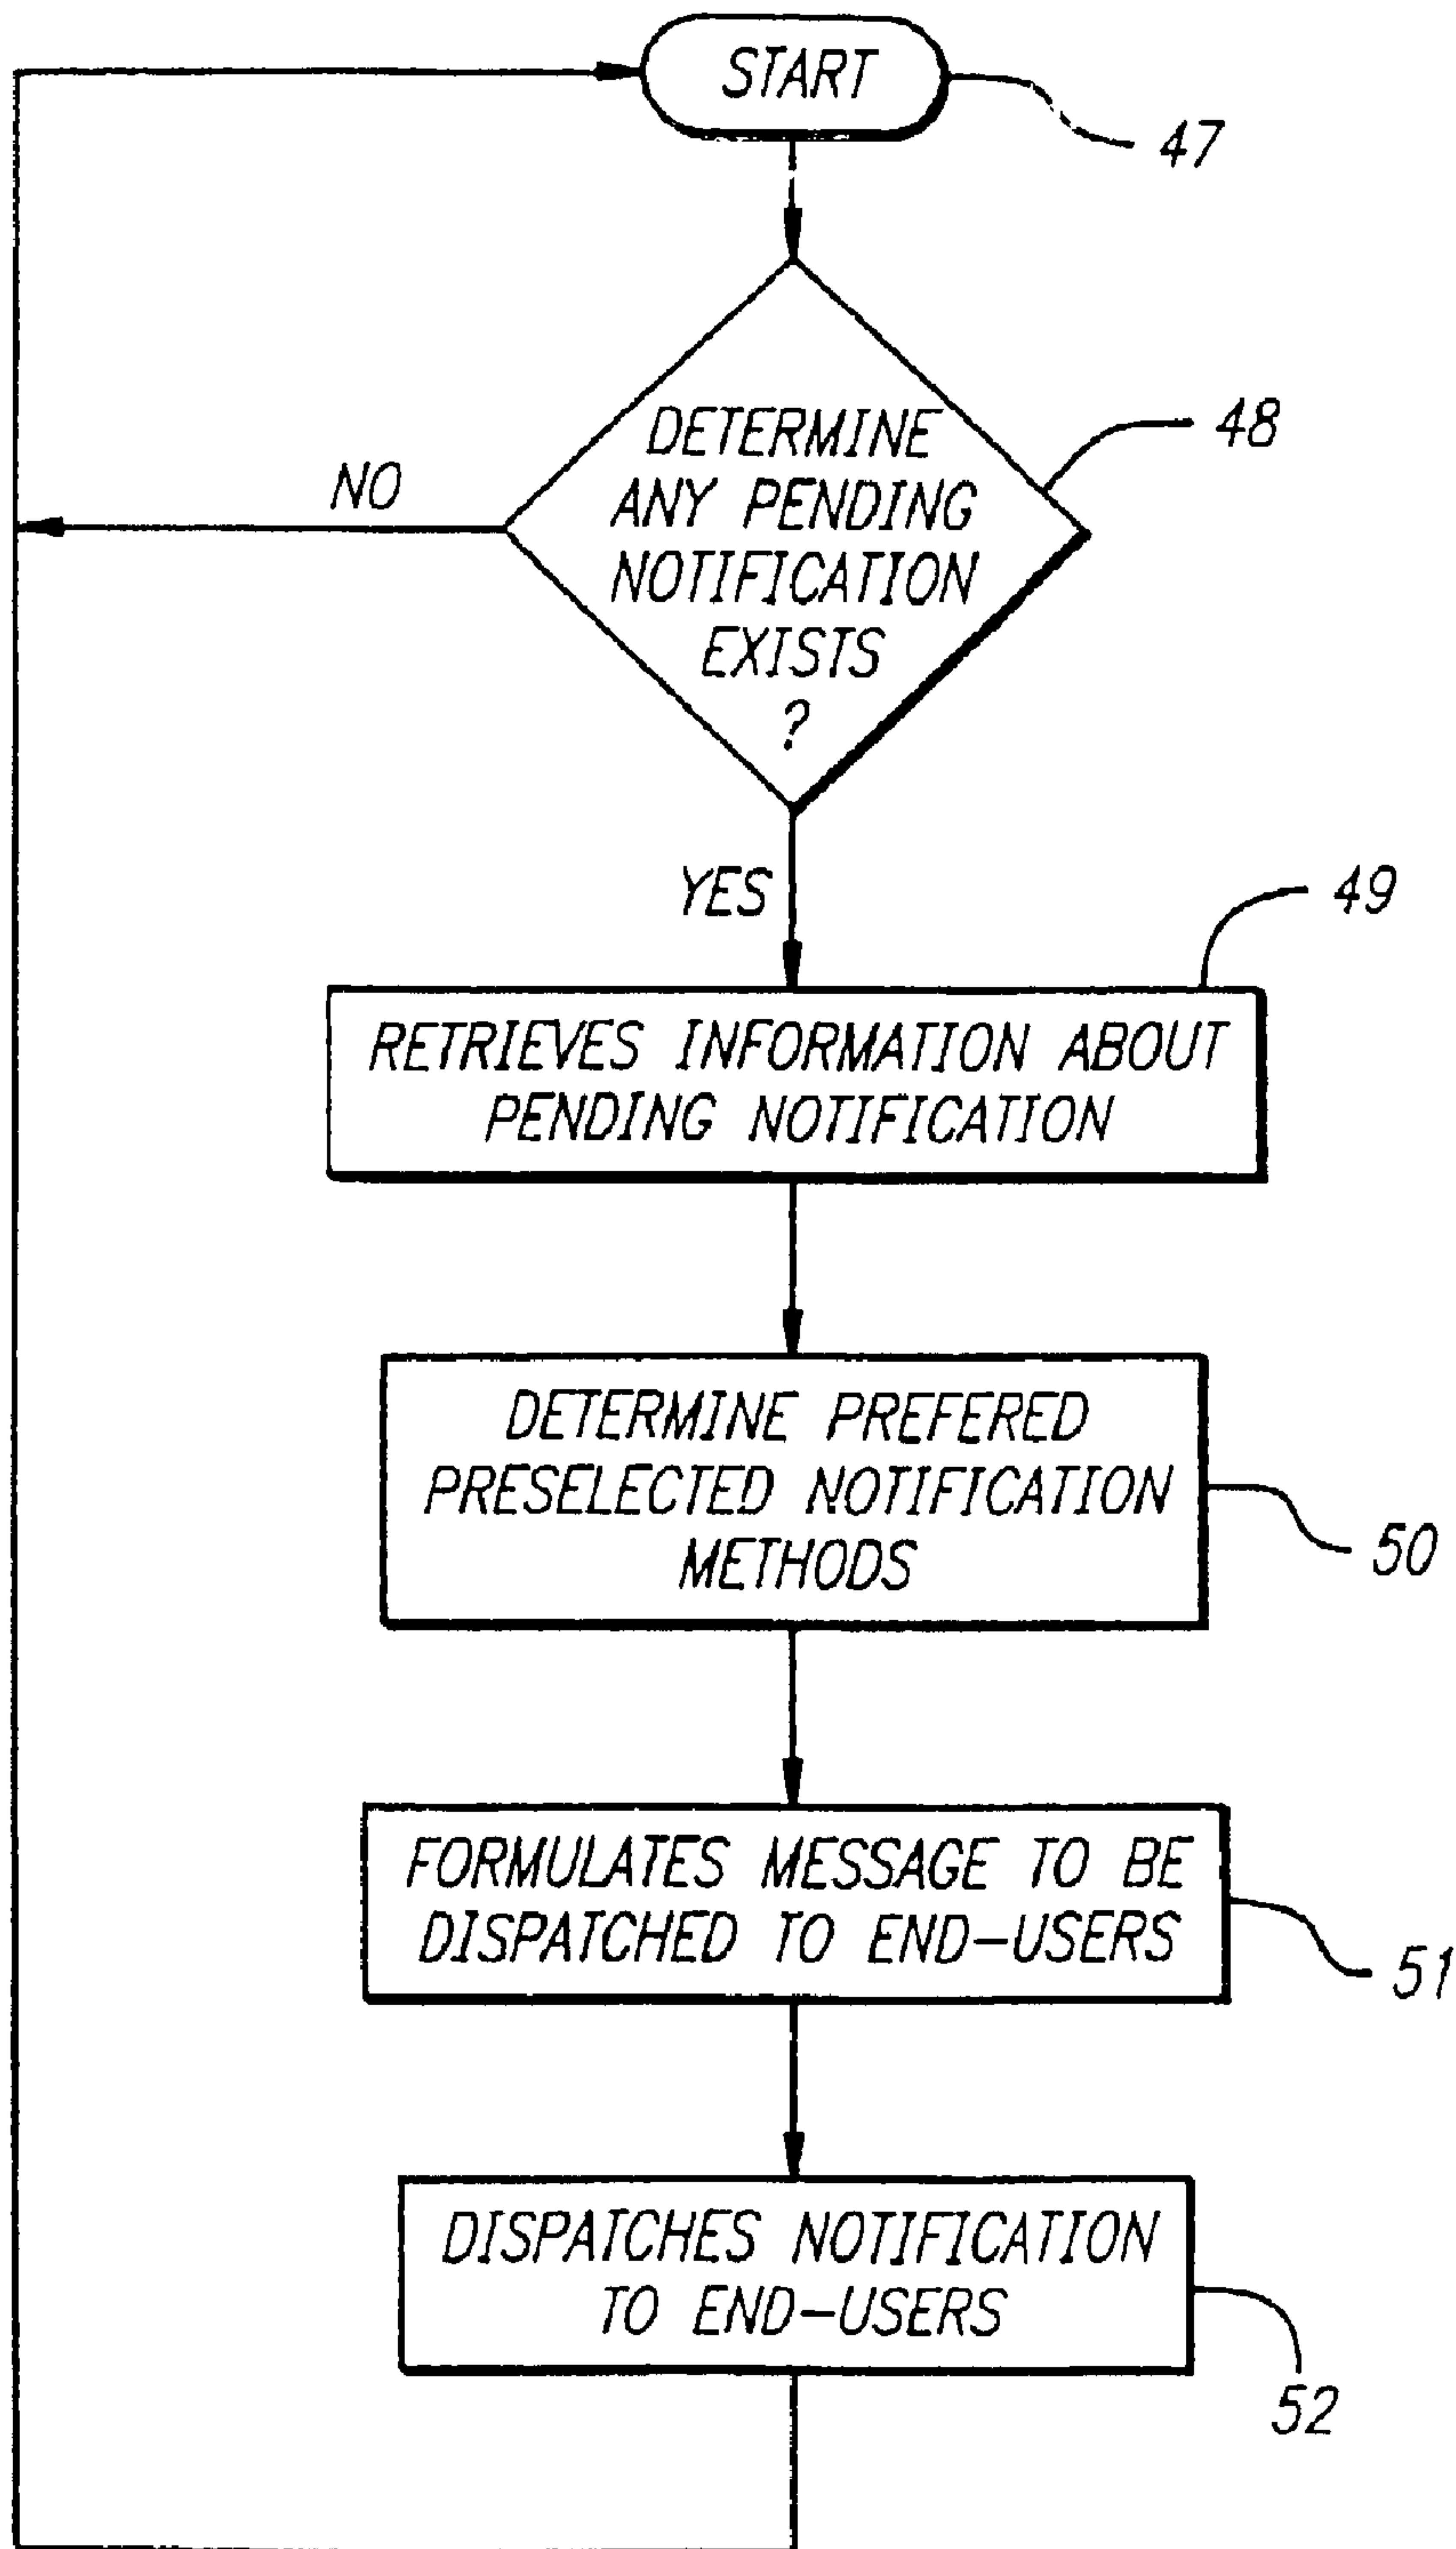 START
47
DETERMINE
ANY PENDING
NOTIFICATION
EXISTS
?
48
NO
YES
49
RETRIEVES INFORMATION ABOUT
PENDING NOTIFICATION
DETERMINE PREFERED
PRESELECTED NOTIFICATION
METHODS
50
FORMULATES MESSAGE TO BE
DISPATCHED TO END-USERS
51
DISPATCHES NOTIFICATION
TO END-USERS
52